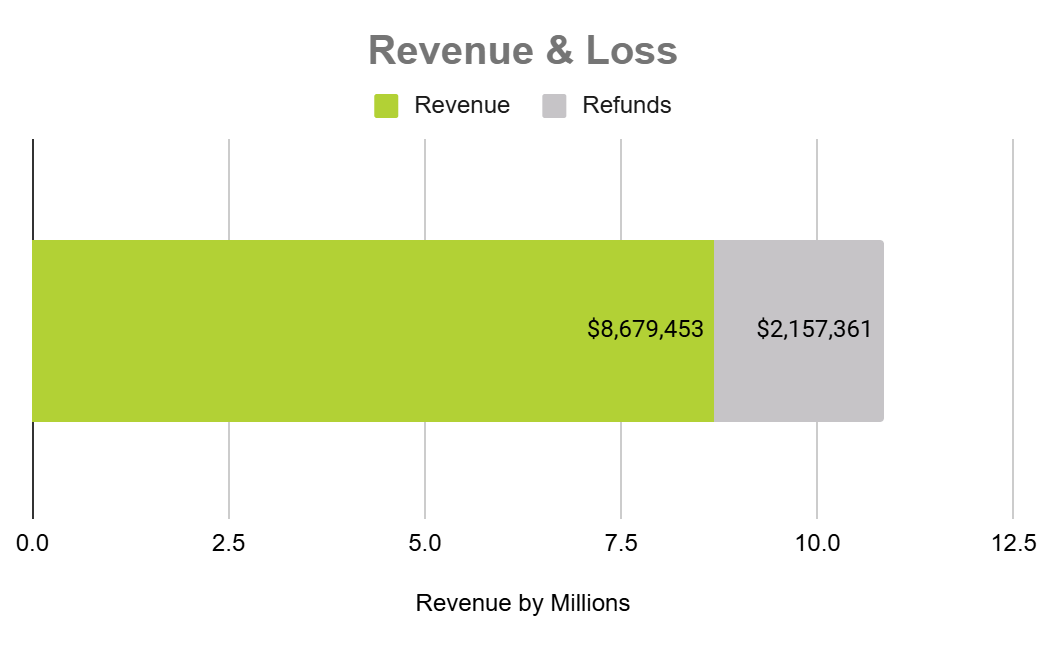 Revenue & Loss
Revenue Refunds
$8,679,453 $2,157,361
0.0 2.5 5.0 7.5 10.0 12.5
Revenue by Millions